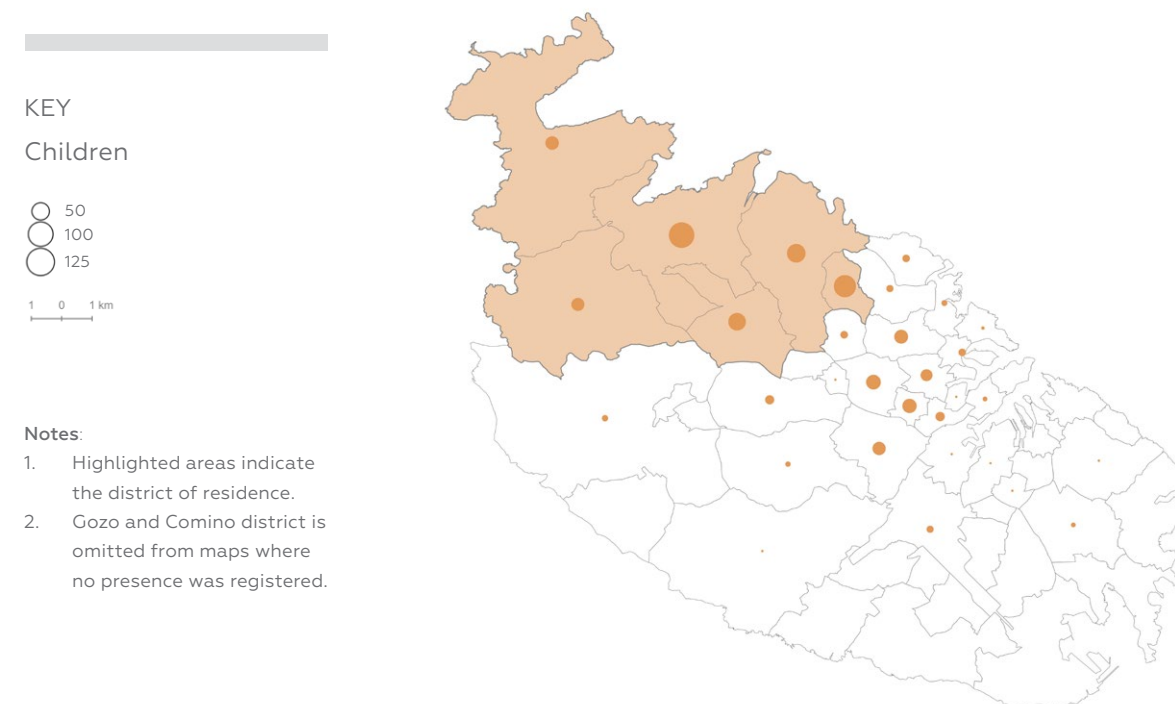 KEY
Children
50
100
125
1 0 1 km
Notes:
1. Highlighted areas indicate
the district of residence.
2. Gozo and Comino district is
omitted from maps where
no presence was registered.